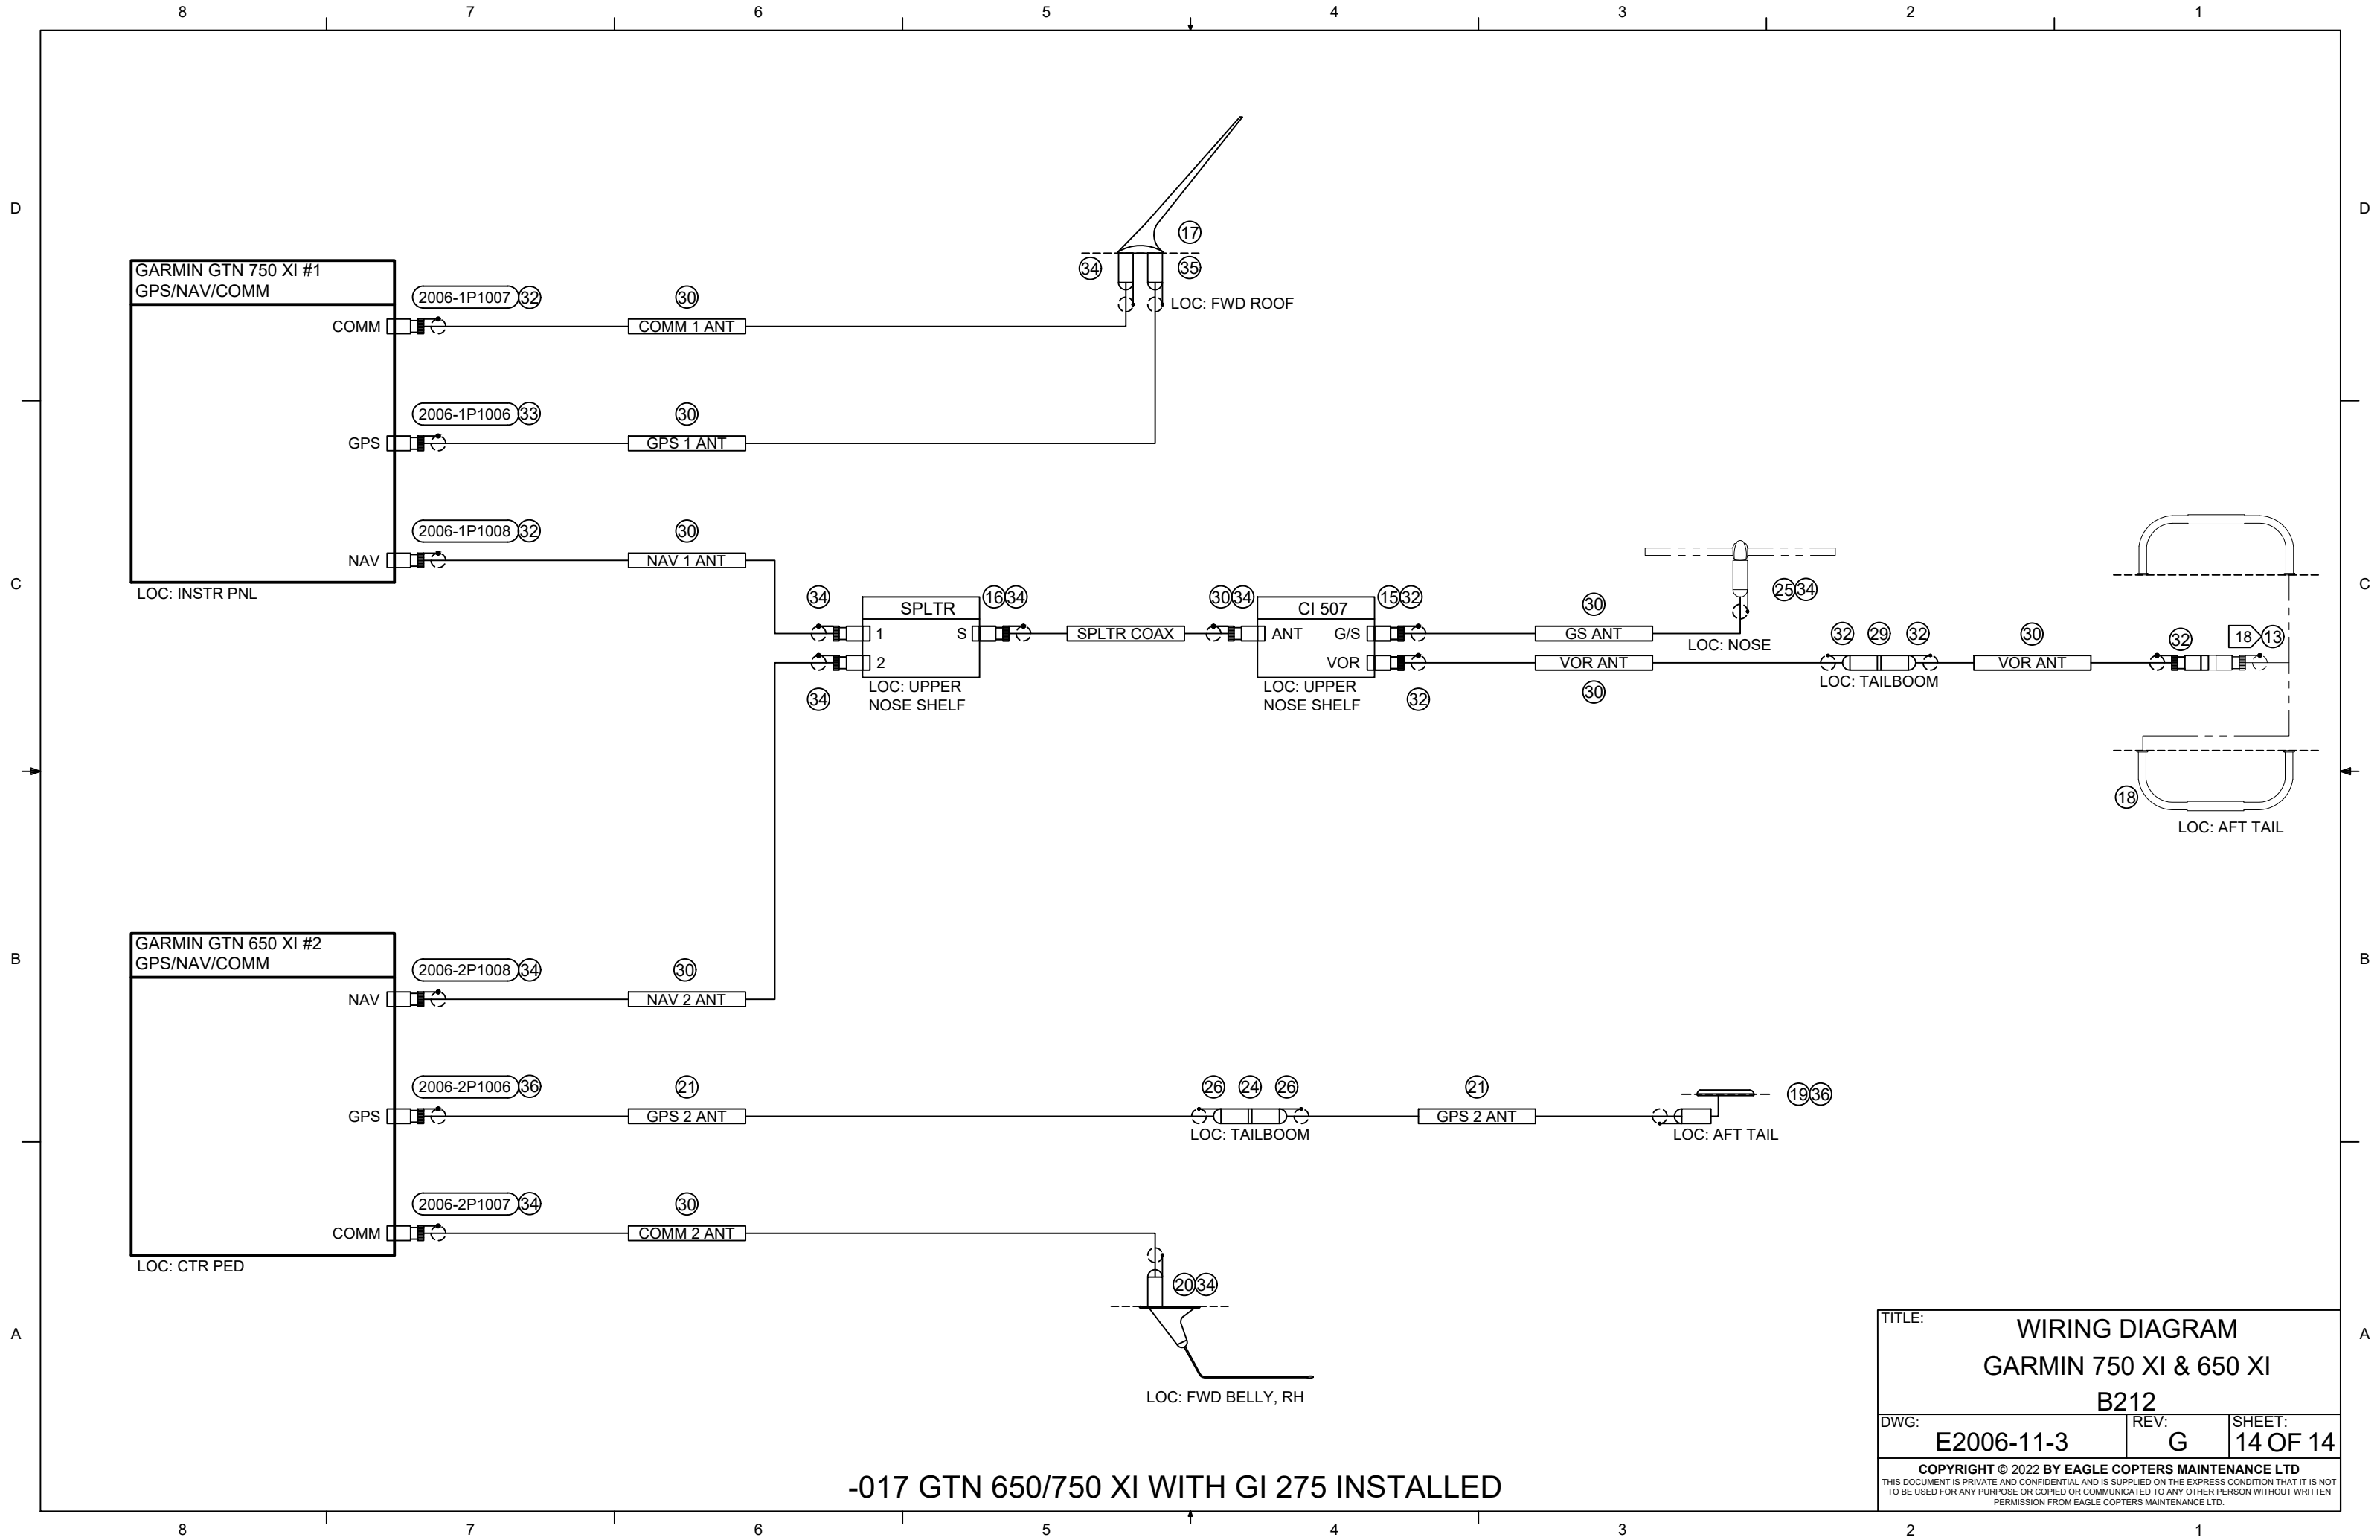 8 7 6 5 4 3 2 1
D D
17
34 35
LOC: FWD ROOF
GARMIN GTN 750 XI #1
GPS/NAV/COMM
2006-1P1007 32 30
COMM COMM 1 ANT
2006-1P1006 33 30
GPS GPS 1 ANT
2006-1P1008 32 30
NAV NAV 1 ANT
LOC: INSTR PNL
C C
34 SPLTR 16 34 30 34 CI 507 15 32 30 25 34
1 S SPLTR COAX ANT G/S GS ANT
LOC: NOSE
32 29 32 30 32 18 13
2 VOR VOR ANT VOR ANT
LOC: TAILBOOM
34 LOC: UPPER
NOSE SHELF
LOC: UPPER
NOSE SHELF
32 30
18
LOC: AFT TAIL
GARMIN GTN 650 XI #2
GPS/NAV/COMM
B B
2006-2P1008 34 30
NAV NAV 2 ANT
2006-2P1006 36 21 26 24 26 21 19 36
GPS GPS 2 ANT GPS 2 ANT
LOC: TAILBOOM LOC: AFT TAIL
2006-2P1007 34 30
COMM COMM 2 ANT
LOC: CTR PED
20 34
LOC: FWD BELLY, RH
A A
TITLE:
WIRING DIAGRAM
GARMIN 750 XI & 650 XI
B212
DWG: REV: SHEET:
E2006-11-3 G 14 OF 14
COPYRIGHT © 2022 BY EAGLE COPTERS MAINTENANCE LTD
THIS DOCUMENT IS PRIVATE AND CONFIDENTIAL AND IS SUPPLIED ON THE EXPRESS CONDITION THAT IT IS NOT
TO BE USED FOR ANY PURPOSE OR COPIED OR COMMUNICATED TO ANY OTHER PERSON WITHOUT WRITTEN
PERMISSION FROM EAGLE COPTERS MAINTENANCE LTD.
-017 GTN 650/750 XI WITH GI 275 INSTALLED
8 7 6 5 4 3 2 1